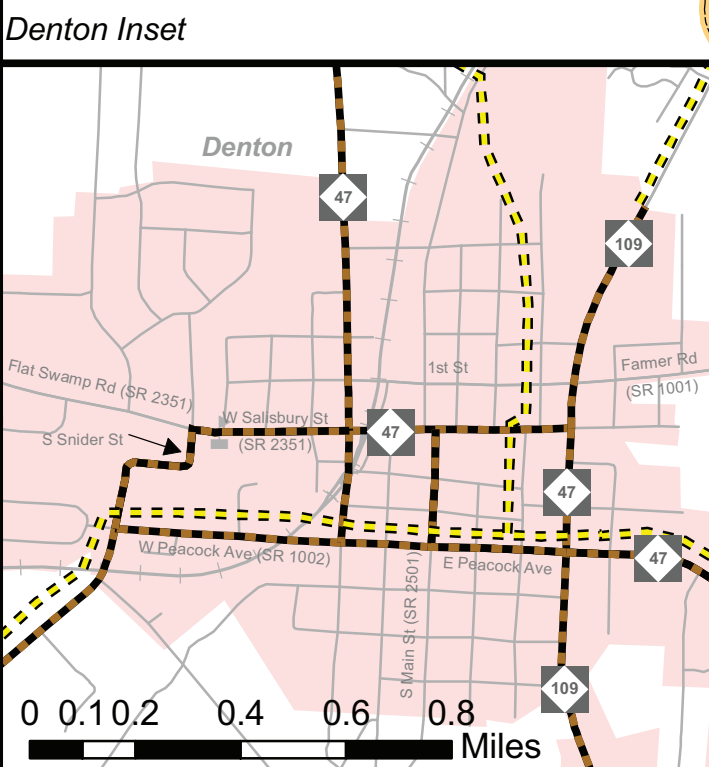 Denton Inset
Denton
47
109
1st St
Farmer Rd
(SR 1001)
Flat Swamp Rd (SR 2351)
W Salisbury St
(SR 2351)
47
S Snider St
47
W Peacock Ave (SR 1002)
E Peacock Ave
47
S Main St (SR 2501)
109
0 0.1 0.2 0.4 0.6 0.8
Miles